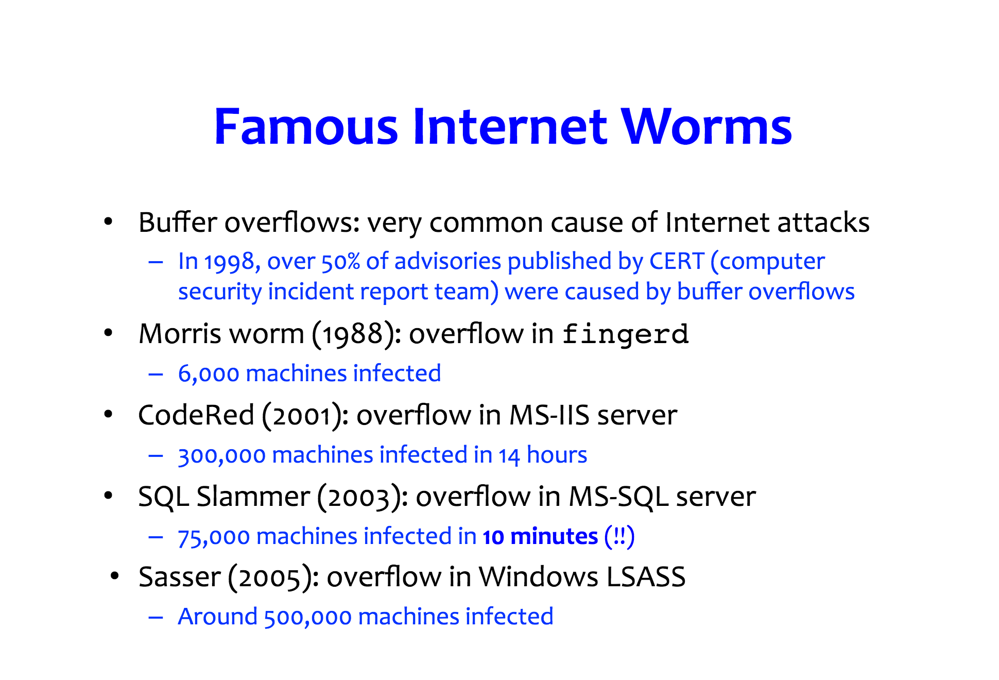 Famous Internet Worms
• Buffer overflows: very common cause of Internet attacks
– In 1998, over 50% of advisories published by CERT (computer
security incident report team) were caused by buffer overflows
• Morris worm (1988): overflow in fingerd
– 6,000 machines infected
• CodeRed (2001): overflow in MS-IIS server
– 300,000 machines infected in 14 hours
• SQL Slammer (2003): overflow in MS-SQL server
– 75,000 machines infected in 10 minutes (!!)
• Sasser (2005): overflow in Windows LSASS
– Around 500,000 machines infected